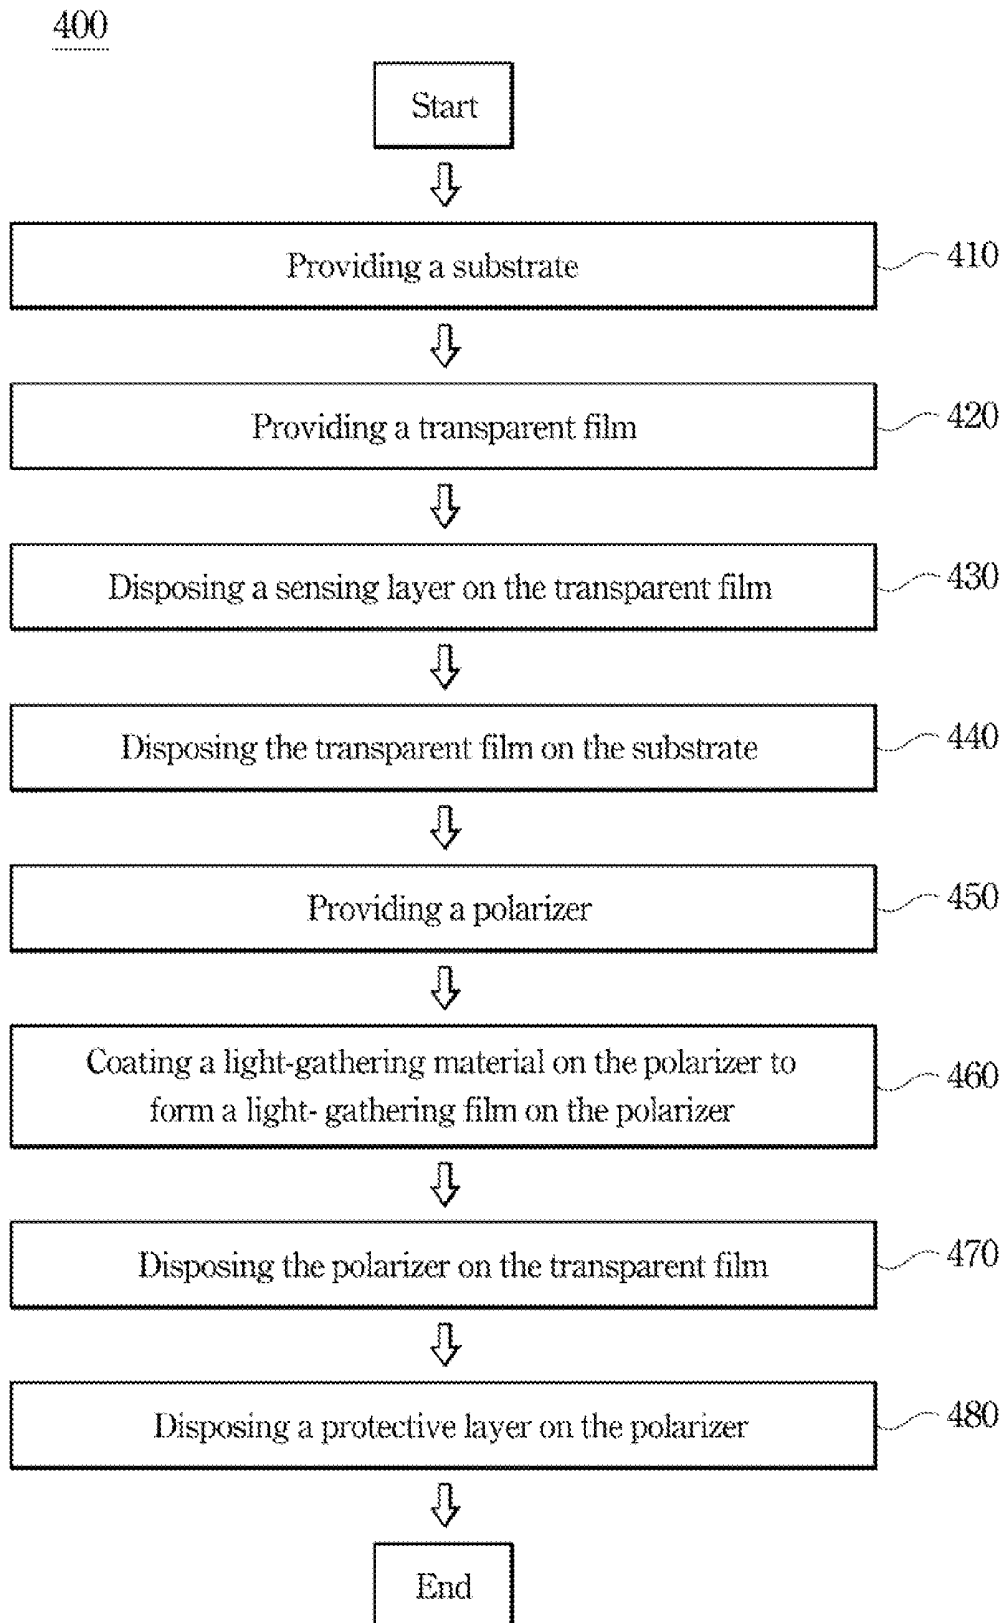 400
Start
Providing a substrate
410
Providing a transparent film
420
Disposing a sensing layer on the transparent film
430
Disposing the transparent film on the substrate
440
Providing a polarizer
450
Coating a light-gathering material on the polarizer to
form a light- gathering film on the polarizer
460
Disposing the polarizer on the transparent film
470
Disposing a protective layer on the polarizer
480
End